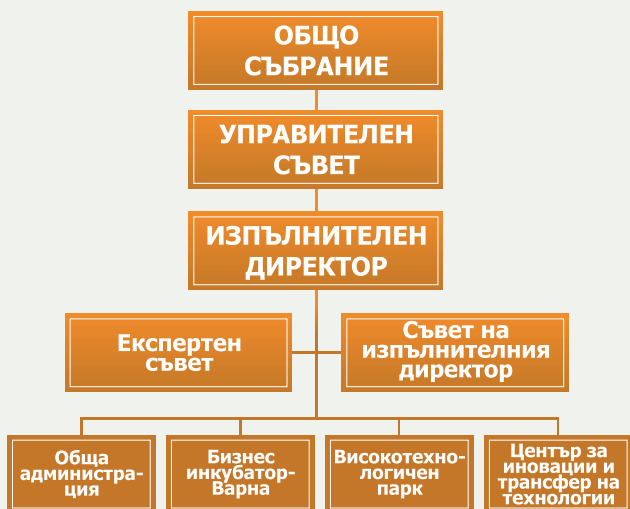 ОБЩО
СЪБРАНИЕ
УПРАВИТЕЛЕН
СЪВЕТ
ИЗПЪЛНИТЕЛЕН
ДИРЕКТОР
Експертен
съвет
Съвет на
изпълнителния
директор
Обща
администра-
ция
Бизнес
инкубатор-
Варна
Високотехно-
логичен
парк
Център за
иновации и
трансфер на
технологии